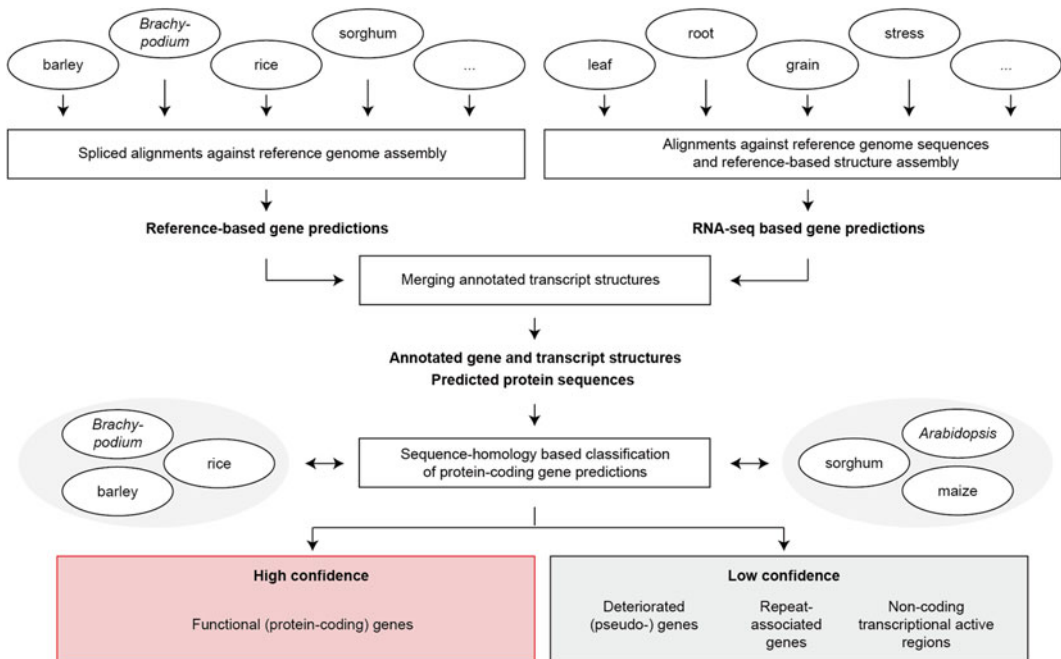 barley
Brachy-
podium
rice
sorghum
...
leaf
root
grain
stress
...
Spliced alignments against reference genome assembly
Alignments against reference genome sequences
and reference-based structure assembly
Reference-based gene predictions
RNA-seq based gene predictions
Merging annotated transcript structures
Annotated gene and transcript structures
Predicted protein sequences
Brachy-
podium
rice
barley
Sequence-homology based classification
of protein-coding gene predictions
Arabidopsis
sorghum
maize
High confidence
Functional (protein-coding) genes
Low confidence
Deteriorated
(pseudo-) genes
Repeat-
associated
genes
Non-coding
transcriptional active
regions